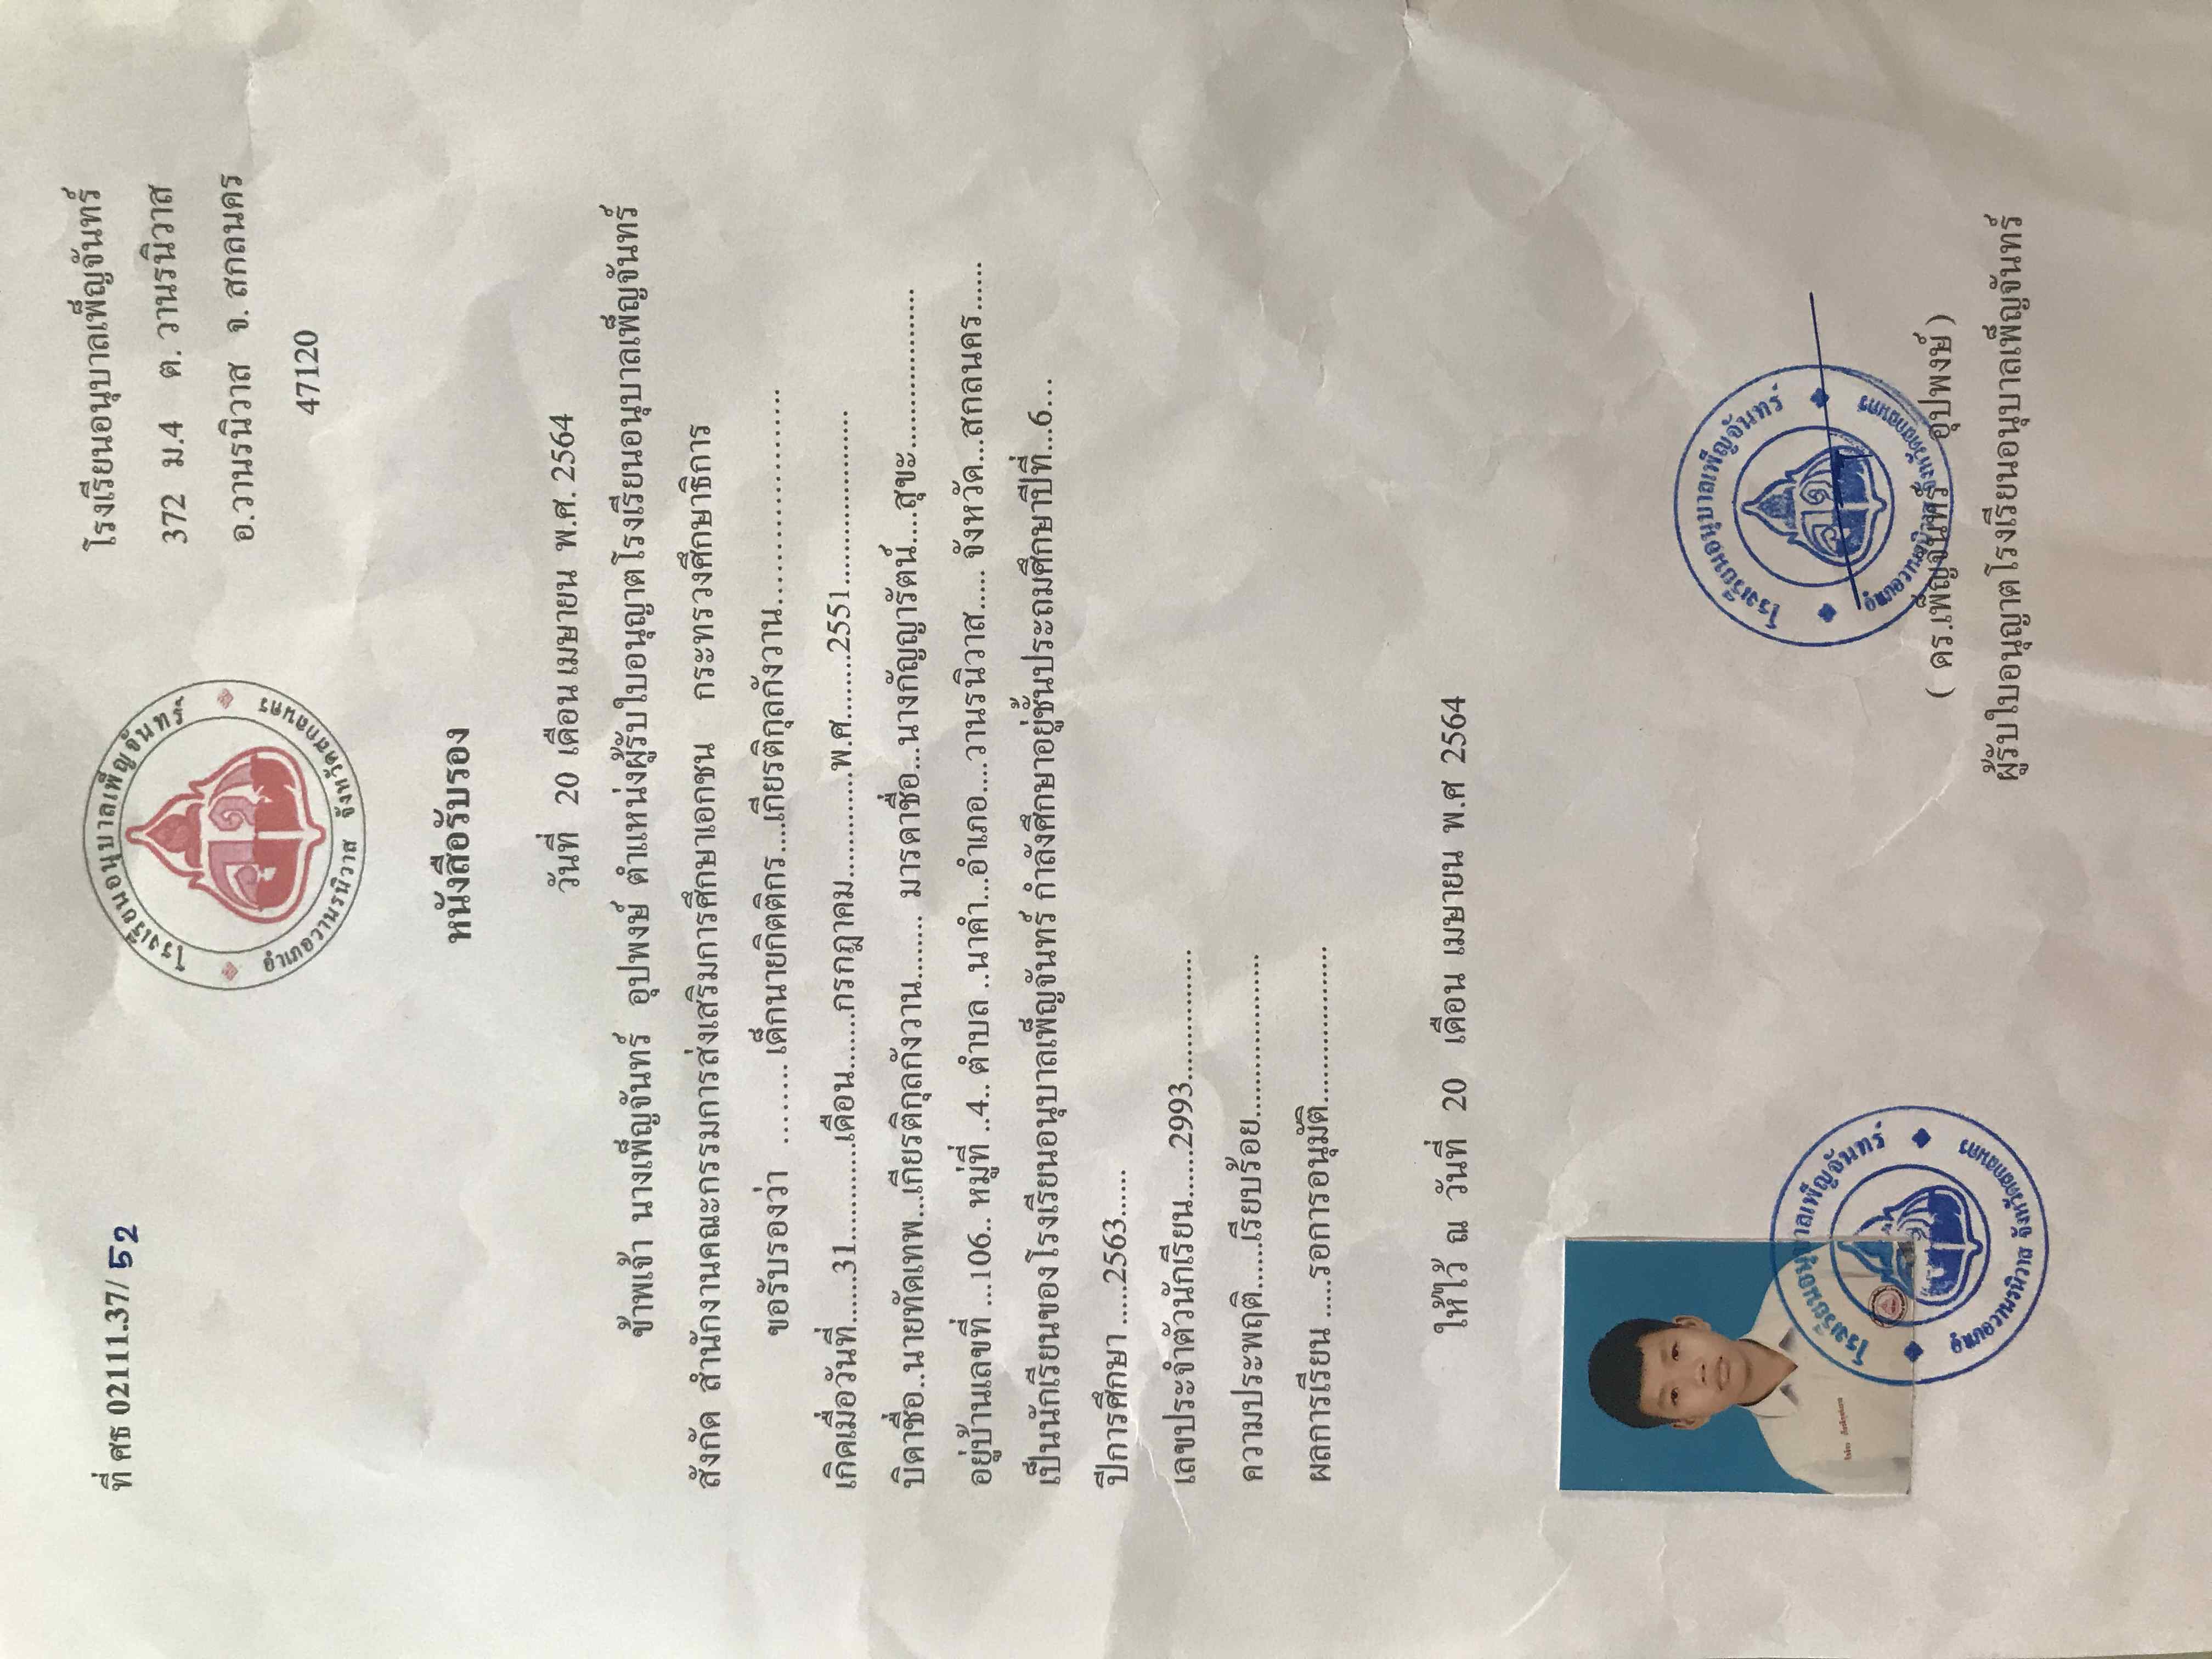 ที่ ศธ 02111.37/ 52
โรงเรียนอนุบาลเพ็ญจันทร์ อำเภอวานรนิวาส จังหวัดสกลนคร
โรงเรียนอนุบาลเพ็ญจันทร์
372 ม.4 ต. วานรนิวาส
อ.วานรนิวาส จ. สกลนคร
47120
หนังสือรับรอง
วันที่ 20 เดือน เมษายน พ.ศ. 2564
ข้าพเจ้า นางเพ็ญจันทร์ อุปพงษ์ ตำแหน่งผู้รับใบอนุญาตโรงเรียนอนุบาลเพ็ญจันทร์
สังกัด สำนักงานคณะกรรมการส่งเสริมการศึกษาเอกชน กระทรวงศึกษาธิการ
ขอรับรองว่า ......... เด็กนายกิตติกร....เกียรติกุลกังวาน...........................
เกิดเมื่อวันที่......31..............เดือน........กรกฎาคม..............พ.ศ.........2551......................
บิดาชื่อ..นายทัดเทพ...เกียรติกุลกังวาน........ มารดาชื่อ...นางกัญญารัตน์.....สุขะ......................
อยู่บ้านเลขที่ ...106.. หมู่ที่ ..4.. ตำบล ..นาคำ...อำเภอ....วานรนิวาส..... จังหวัด...สกลนคร......
เป็นนักเรียนของโรงเรียนอนุบาลเพ็ญจันทร์ กำลังศึกษาอยู่ชั้นประถมศึกษาปีที่...6...
ปีการศึกษา .....2563......
เลขประจำตัวนักเรียน......2993..................
ความประพฤติ......เรียบร้อย......................
ผลการเรียน .....รอการอนุมัติ.....................
ให้ไว้ ณ วันที่ 20 เดือน เมษายน พ.ศ 2564
โรงเรียนอนุบาลเพ็ญจันทร์ อำเภอวานรนิวาส จังหวัดสกลนคร
โรงเรียนอนุบาลเพ็ญจันทร์ อำเภอวานรนิวาส จังหวัดสกลนคร
( ดร.เพ็ญจันทร์ อุปพงษ์ )
ผู้รับใบอนุญาตโรงเรียนอนุบาลเพ็ญจันทร์